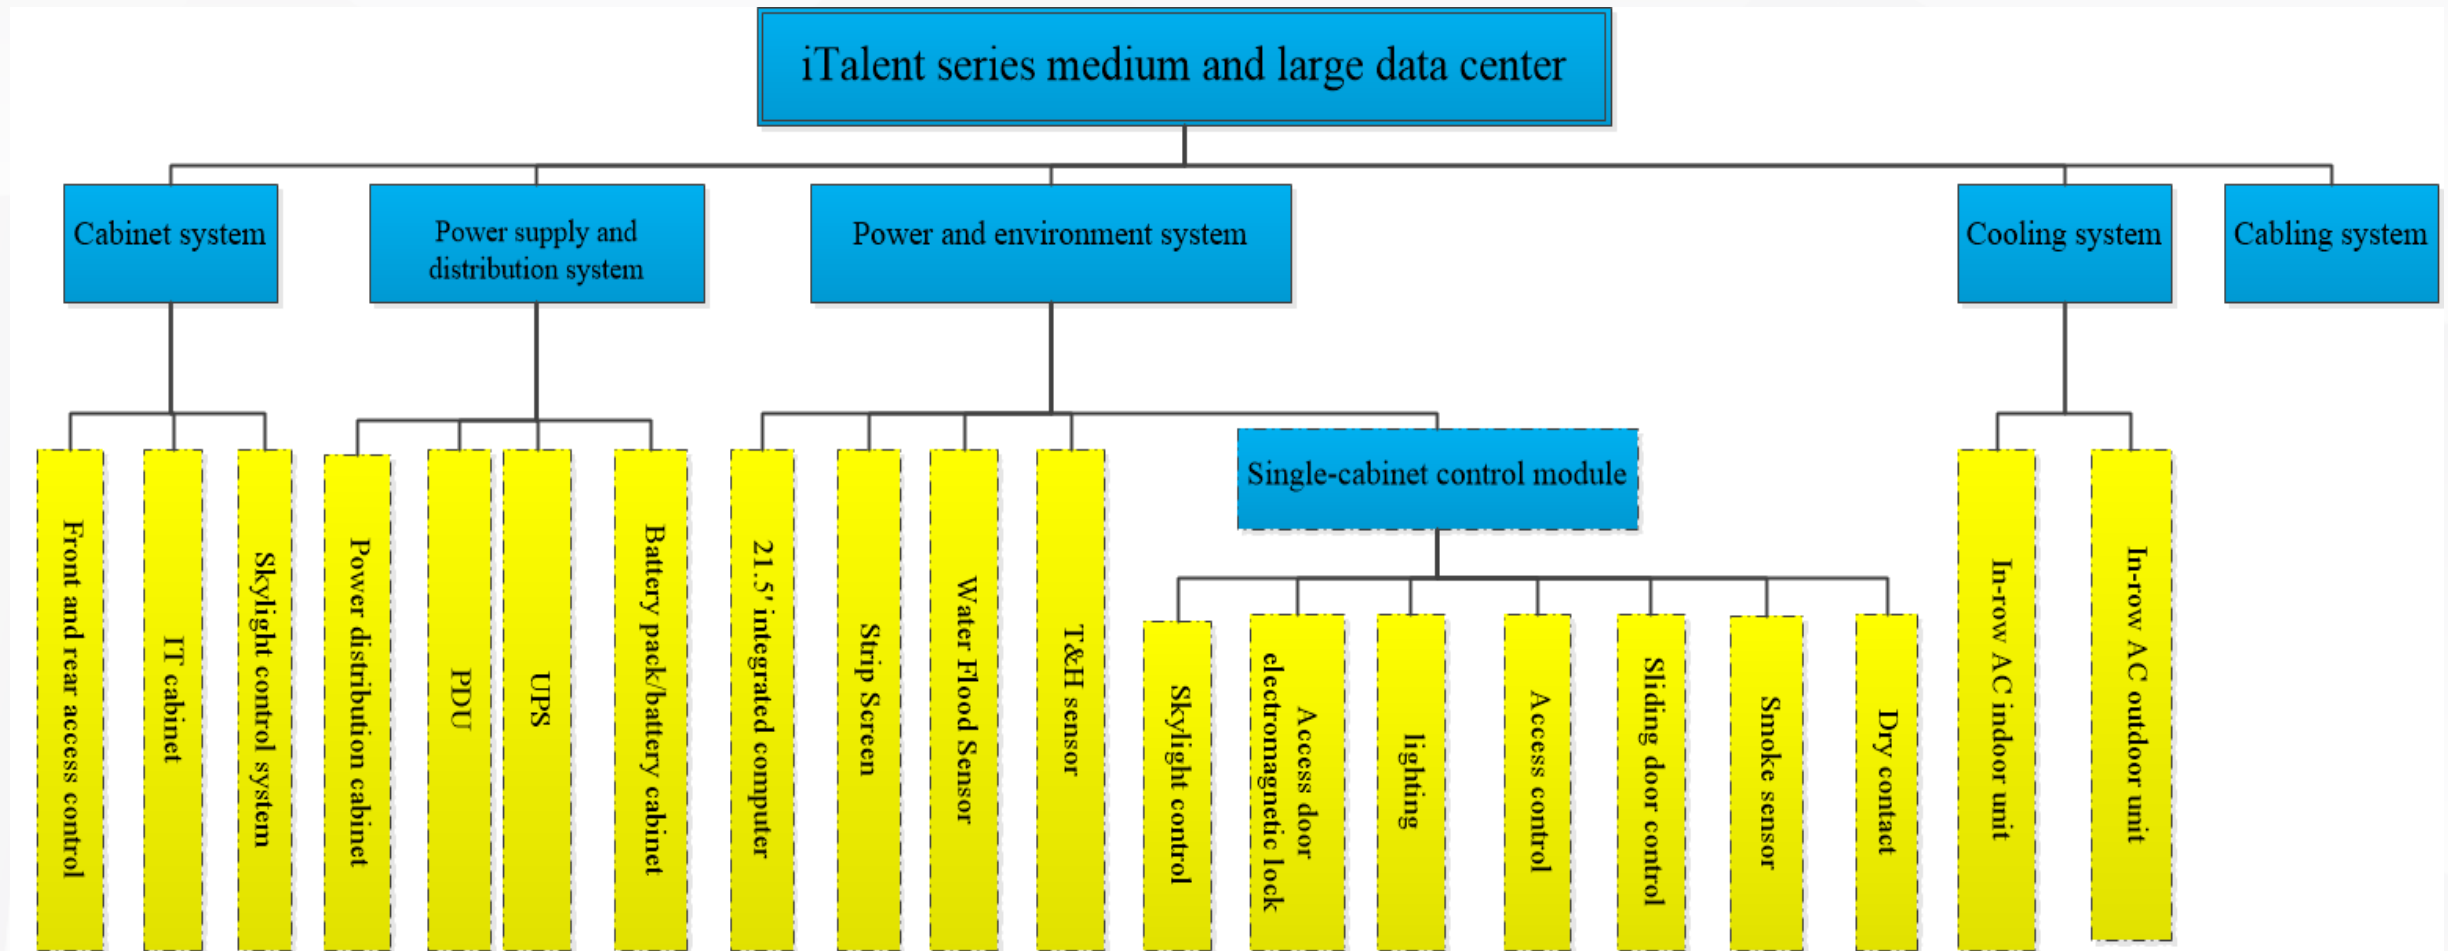 iTalent series medium and large data center
Cabinet system
Power supply and
distribution system
Power and environment system
Cooling system
Cabling system
Single-cabinet control module
Front and rear access control
IT cabinet
Skylight control system
Power distribution cabinet
PDU
UPS
Battery pack/battery cabinet
21.5' integrated computer
Strip Screen
Water Flood Sensor
T&H sensor
Skylight control
Access door
electromagnetic lock
lighting
Access control
Sliding door control
Smoke sensor
Dry contact
In-row AC indoor unit
In-row AC outdoor unit